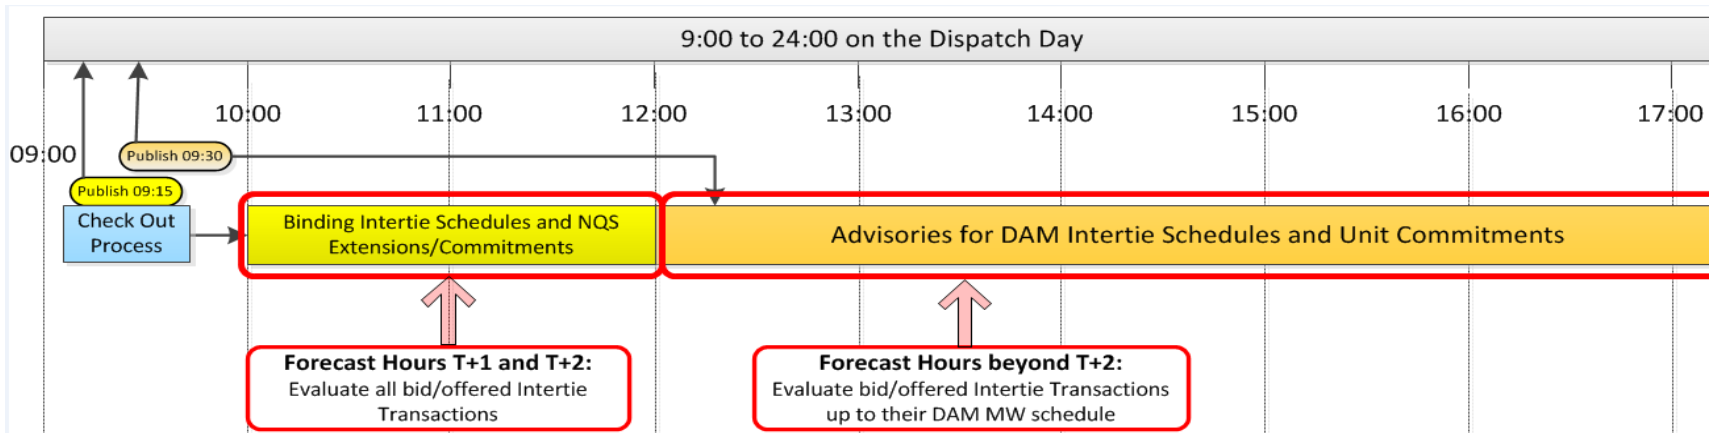 9:00 to 24:00 on the Dispatch Day
10:00 11:00 12:00 13:00 14:00 15:00 16:00 17:00
09:00
Publish 09:30
Publish 09:15
Check Out
Process
Binding Intertie Schedules and NQS
Extensions/Commitments
Advisories for DAM Intertie Schedules and Unit Commitments
Forecast Hours T+1 and T+2:
Evaluate all bid/offered Intertie
Transactions
Forecast Hours beyond T+2:
Evaluate bid/offered Intertie Transactions
up to their DAM MW schedule